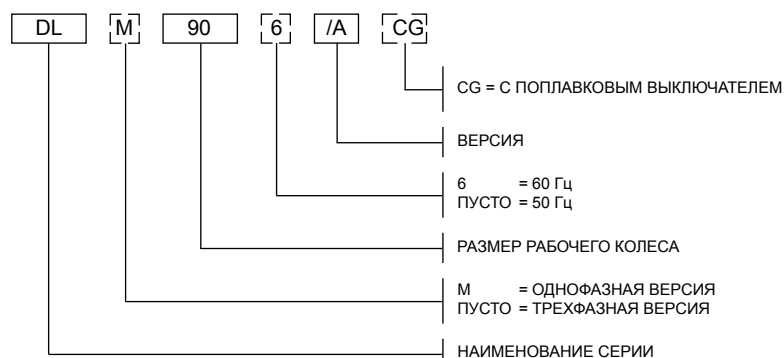 DL M 90 6 /A CG
CG = С ПОПЛАВКОВЫМ ВЫКЛЮЧАТЕЛЕМ
ВЕРСИЯ
6 = 60 Гц
ПУСТО = 50 Гц
РАЗМЕР РАБОЧЕГО КОЛЕСА
M = ОДНОФАЗНАЯ ВЕРСИЯ
ПУСТО = ТРЕХФАЗНАЯ ВЕРСИЯ
НАИМЕНОВАНИЕ СЕРИИ